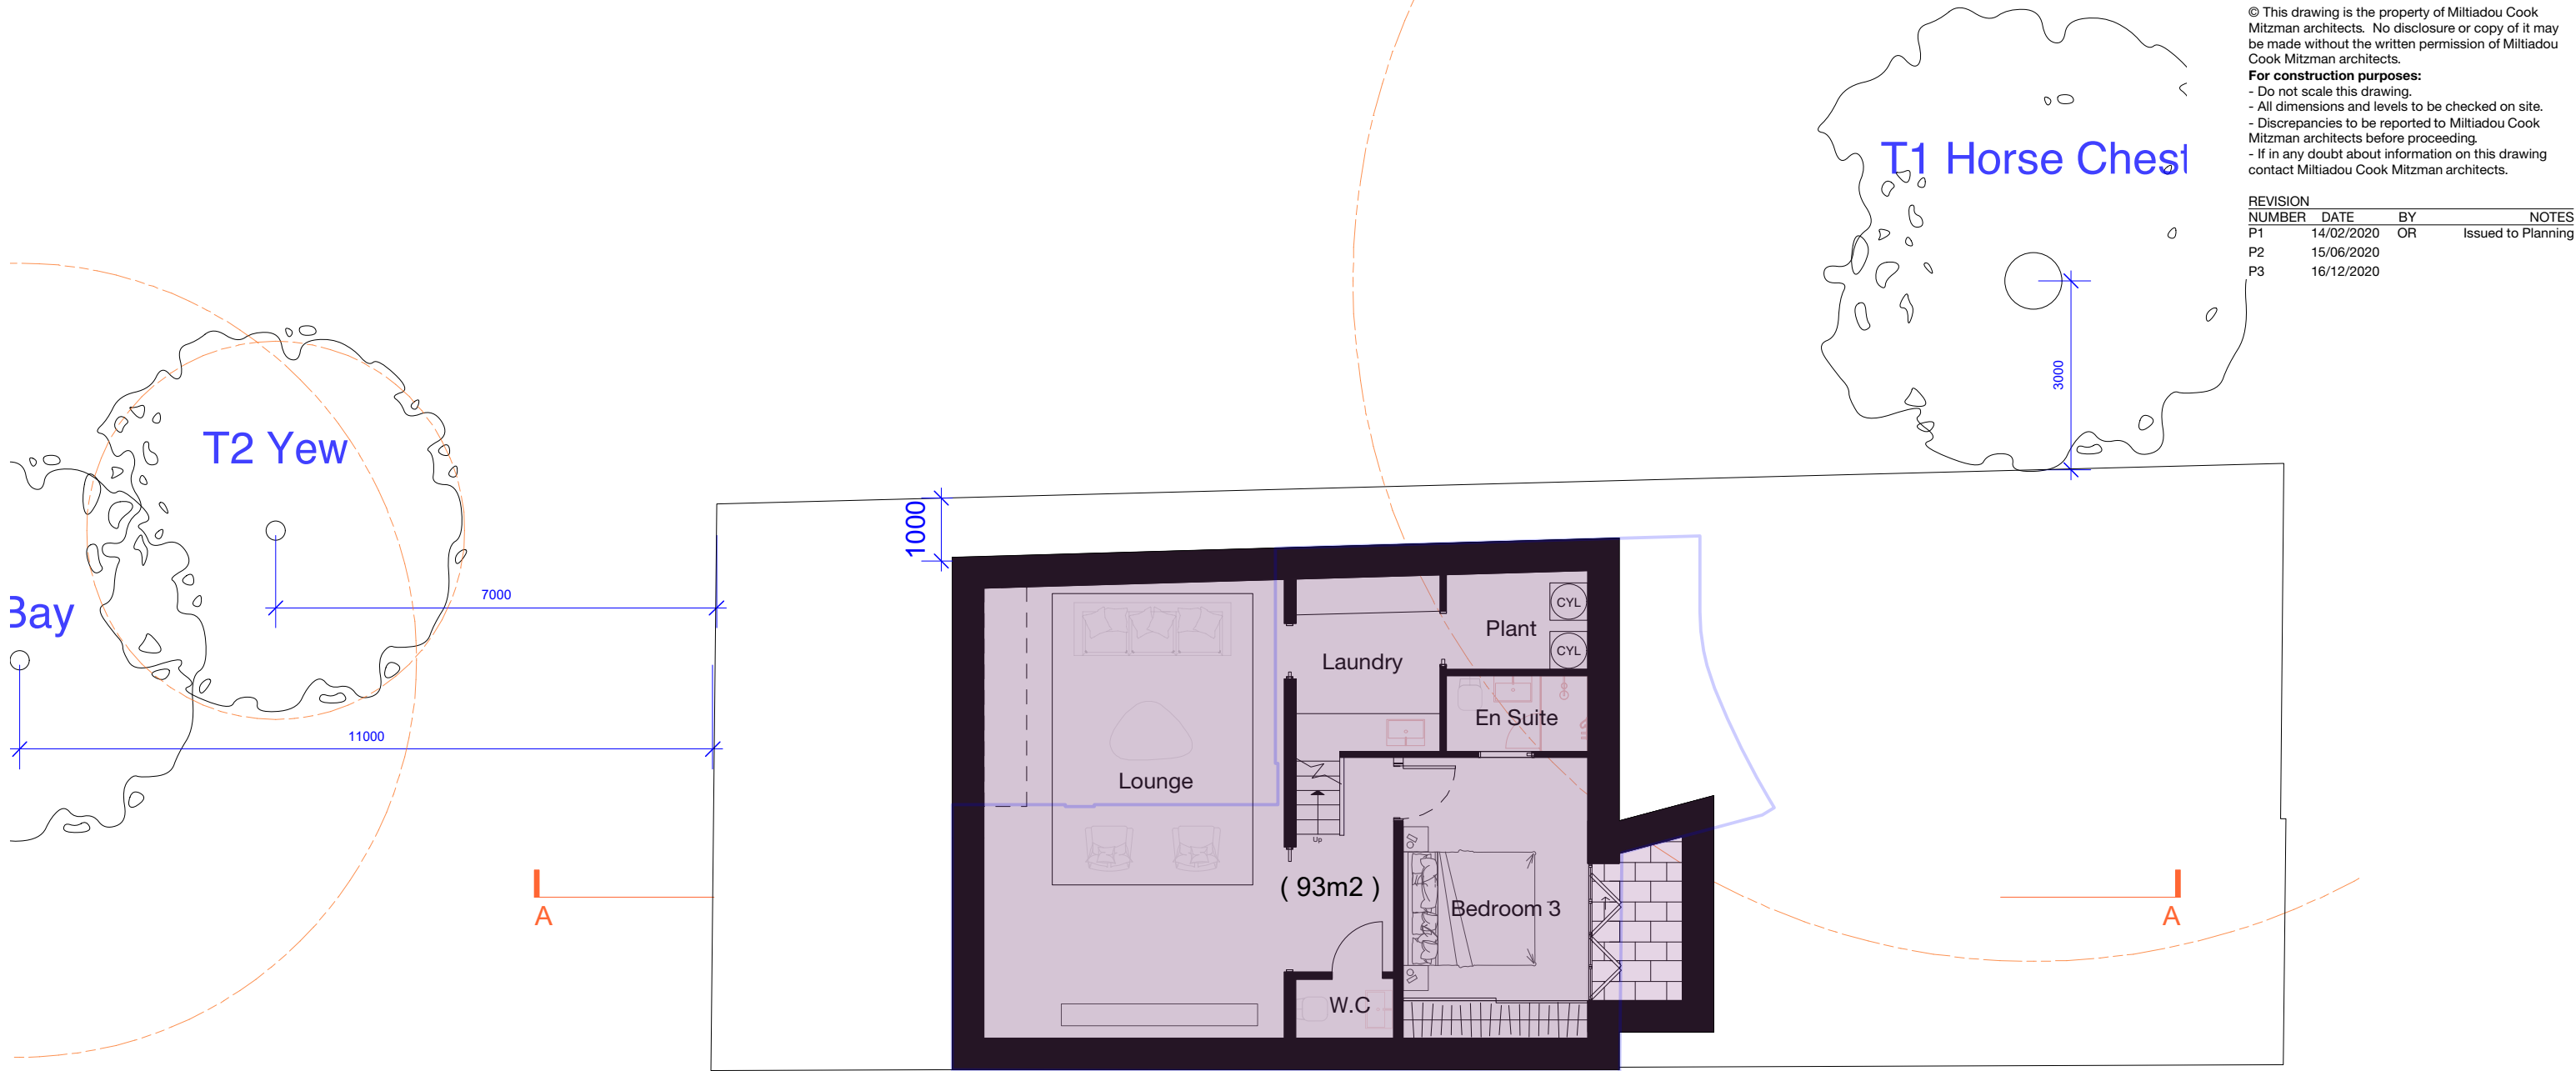 © This drawing is the property of Miltiadou Cook
Mitzman architects. No disclosure or copy of it may
be made without the written permission of Miltiadou
Cook Mitzman architects.
For construction purposes:
- Do not scale this drawing.
- All dimensions and levels to be checked on site.
- Discrepancies to be reported to Miltiadou Cook
Mitzman architects before proceeding.
- If in any doubt about information on this drawing
contact Miltiadou Cook Mitzman architects.
REVISION
NUMBER DATE BY NOTES
P1 14/02/2020 OR Issued to Planning
P2 15/06/2020
P3 16/12/2020
T1 Horse Chest
3000
T2 Yew
1000
7000
Bay
11000
CYL
Plant
CYL
Laundry
En Suite
Lounge
Up
( 93m2 )
Bedroom 3
A
A
W.C